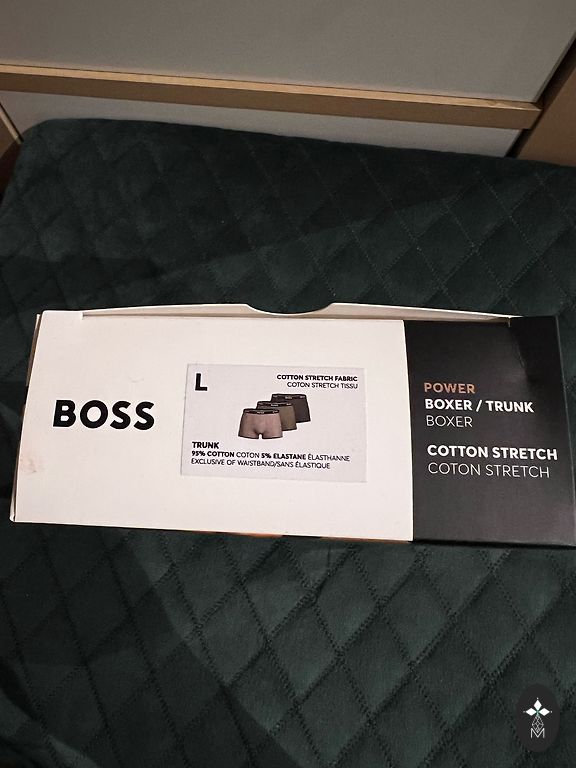 BOSS
L
COTTON STRETCH FABRIC
COTON STRETCH TISSU
TRUNK
95% COTTON COTON 5% ELASTANE ÉLASTHANNE
EXCLUSIVE OF WAISTBAND/SANS ÉLASTIQUE
POWER
BOXER / TRUNK
BOXER
COTTON STRETCH
COTON STRETCH
M